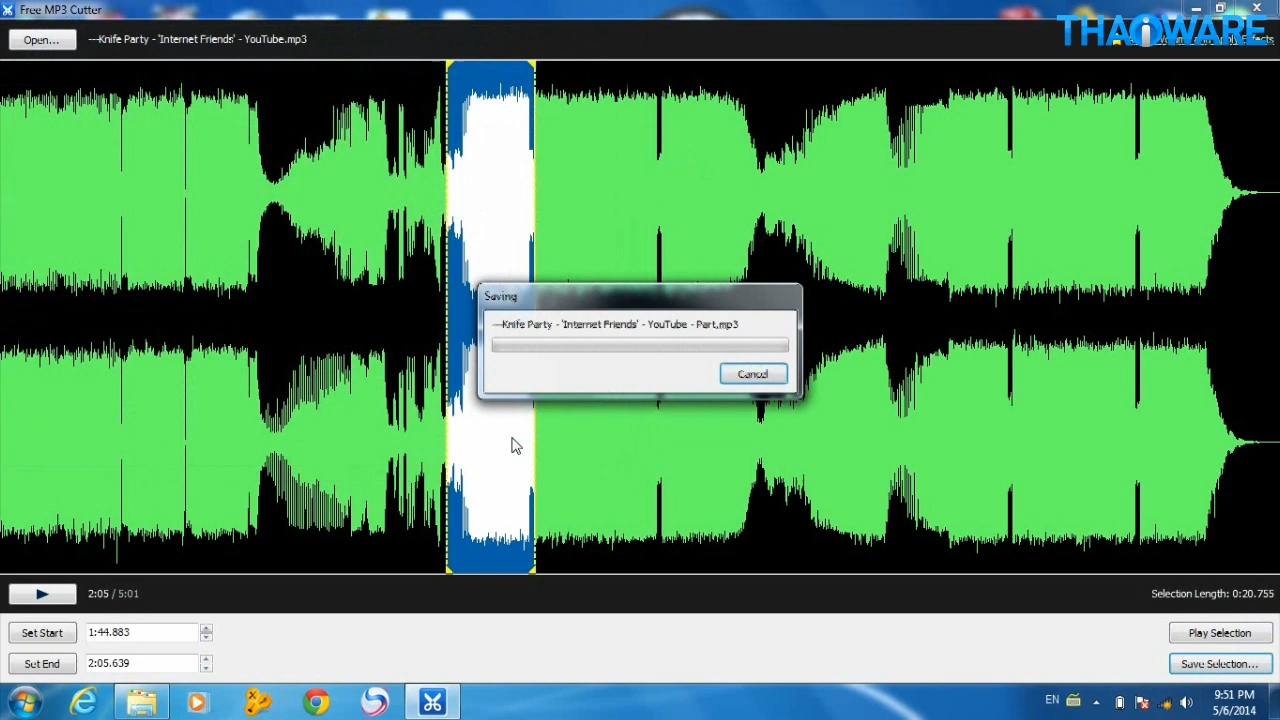 Free MP3 Cutter
THAIWARE
Open...
---Knife Party - 'Internet Friends' - YouTube.mp3
Effects
Saving
---Knife Party - 'Internet Friends' - YouTube - Part.mp3
Cancel
2:05 / 5:01
Selection Length: 0:20.755
Set Start
1:44.883
Play Selection
Set End
2:05.639
Save Selection...
EN
9:51 PM
5/6/2014